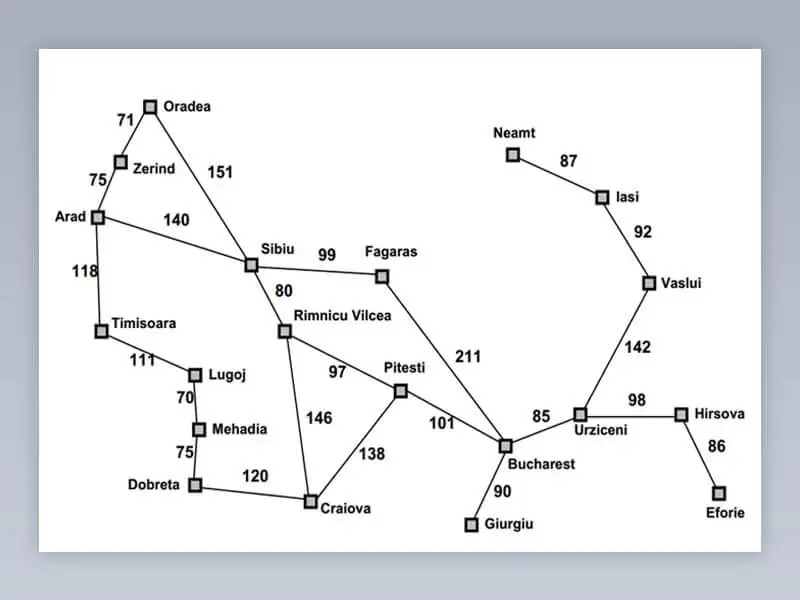 Oradea
71
Neamt
87
Zerind
151
75
Iasi
Arad
140
92
Sibiu
Fagaras
99
118
80
Vaslui
Rimnicu Vilcea
Timisoara
142
111
97
Pitesti
211
Lugoj
70
98
146
101
85
Hirsova
Mehadia
Urziceni
86
75
138
Bucharest
120
Dobreta
90
Craiova
Eforie
Giurgiu